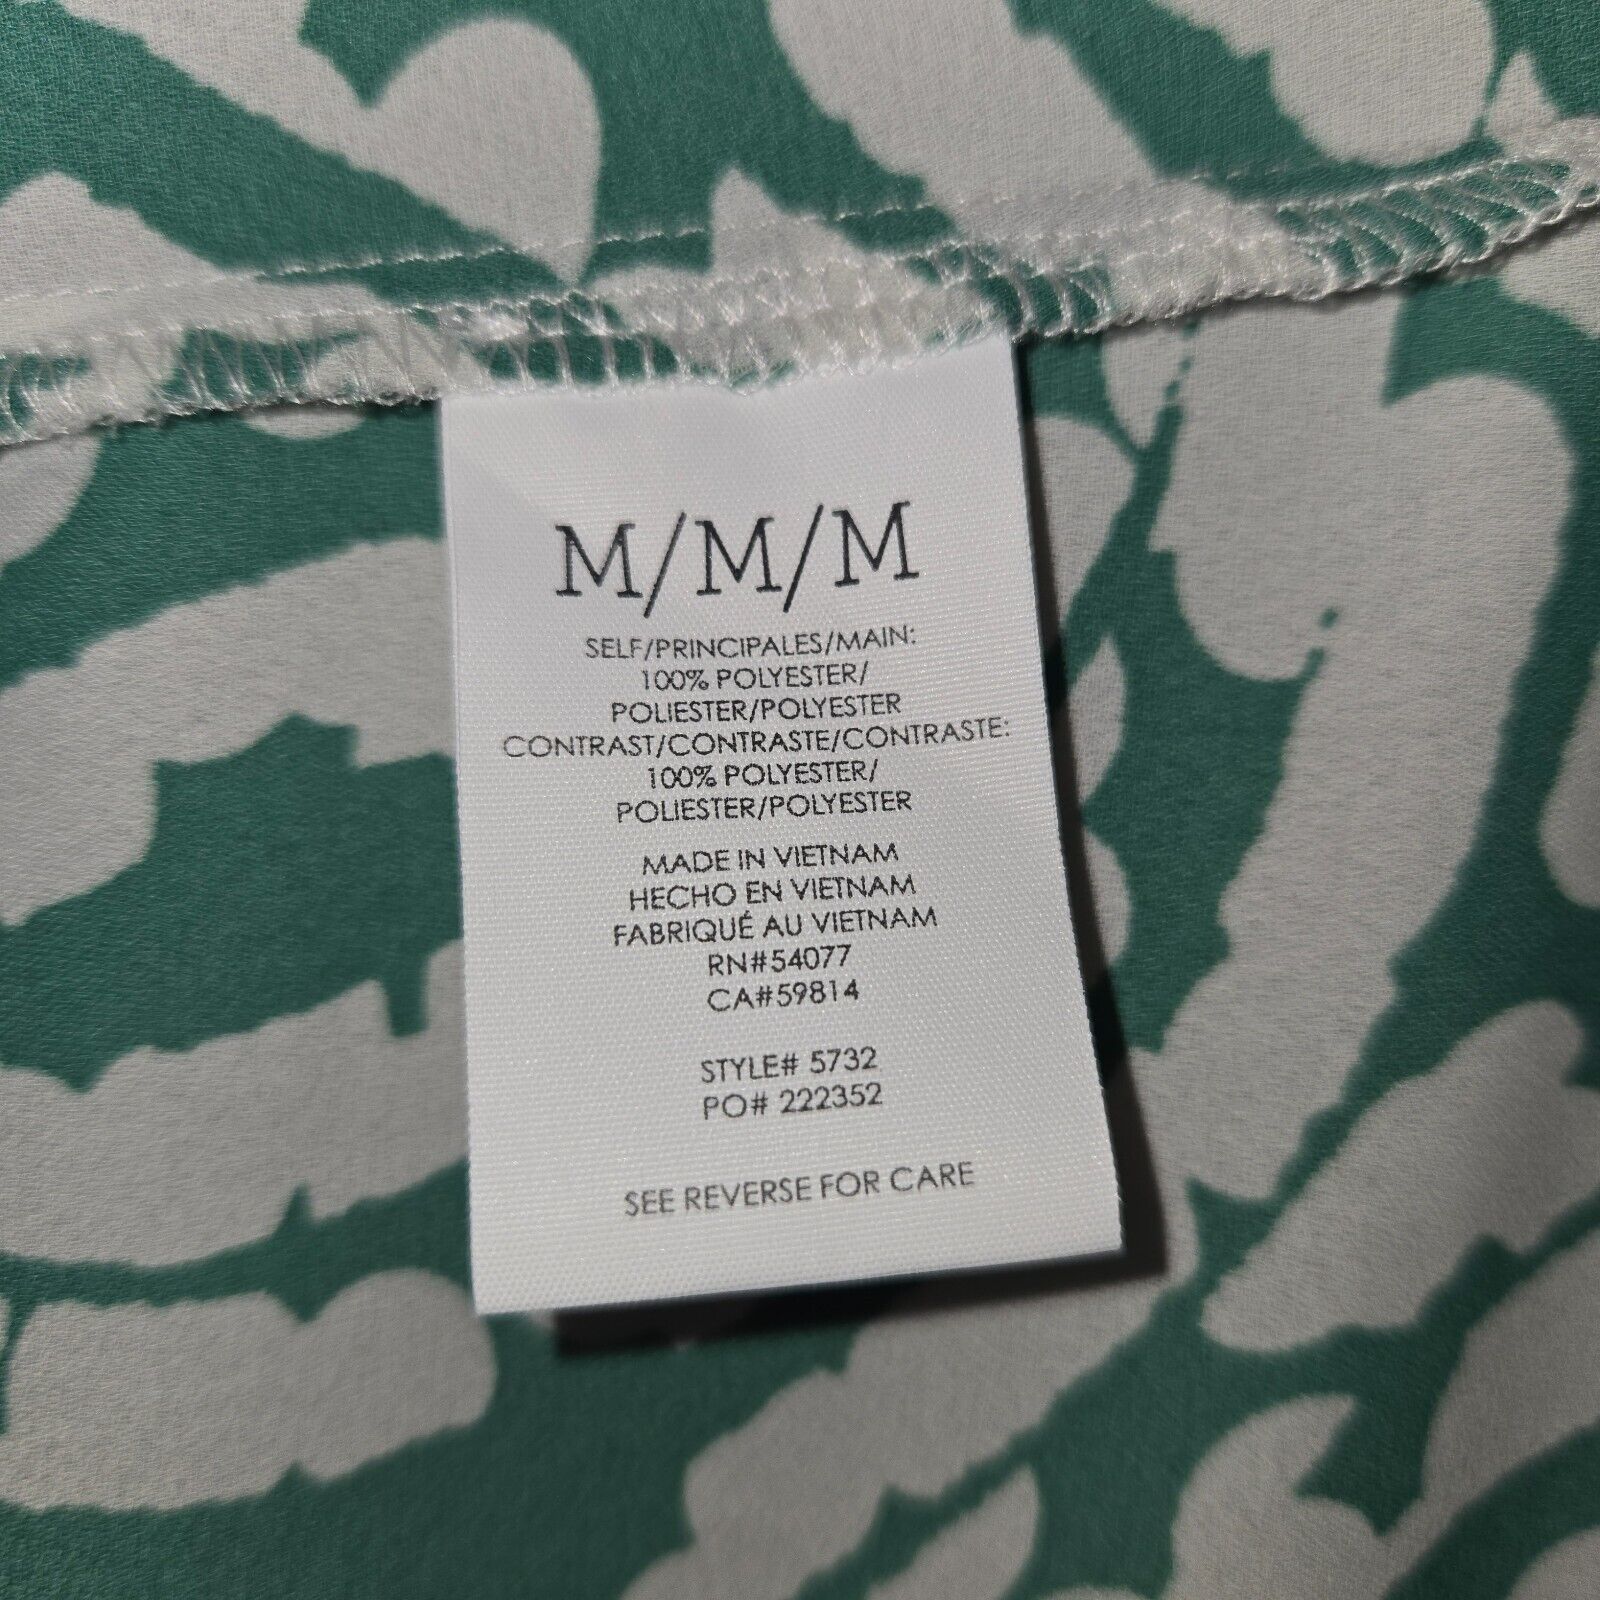 M/M/M
SELF/PRINCIPALES/MAIN:
100% POLYESTER/
POLIESTER/POLYESTER
CONTRAST/CONTRASTE/CONTRASTE:
100% POLYESTER/
POLIESTER/POLYESTER
MADE IN VIETNAM
HECHO EN VIETNAM
FABRIQUÉ AU VIETNAM
RN#54077
CA#59814
STYLE# 5732
PO# 222352
SEE REVERSE FOR CARE